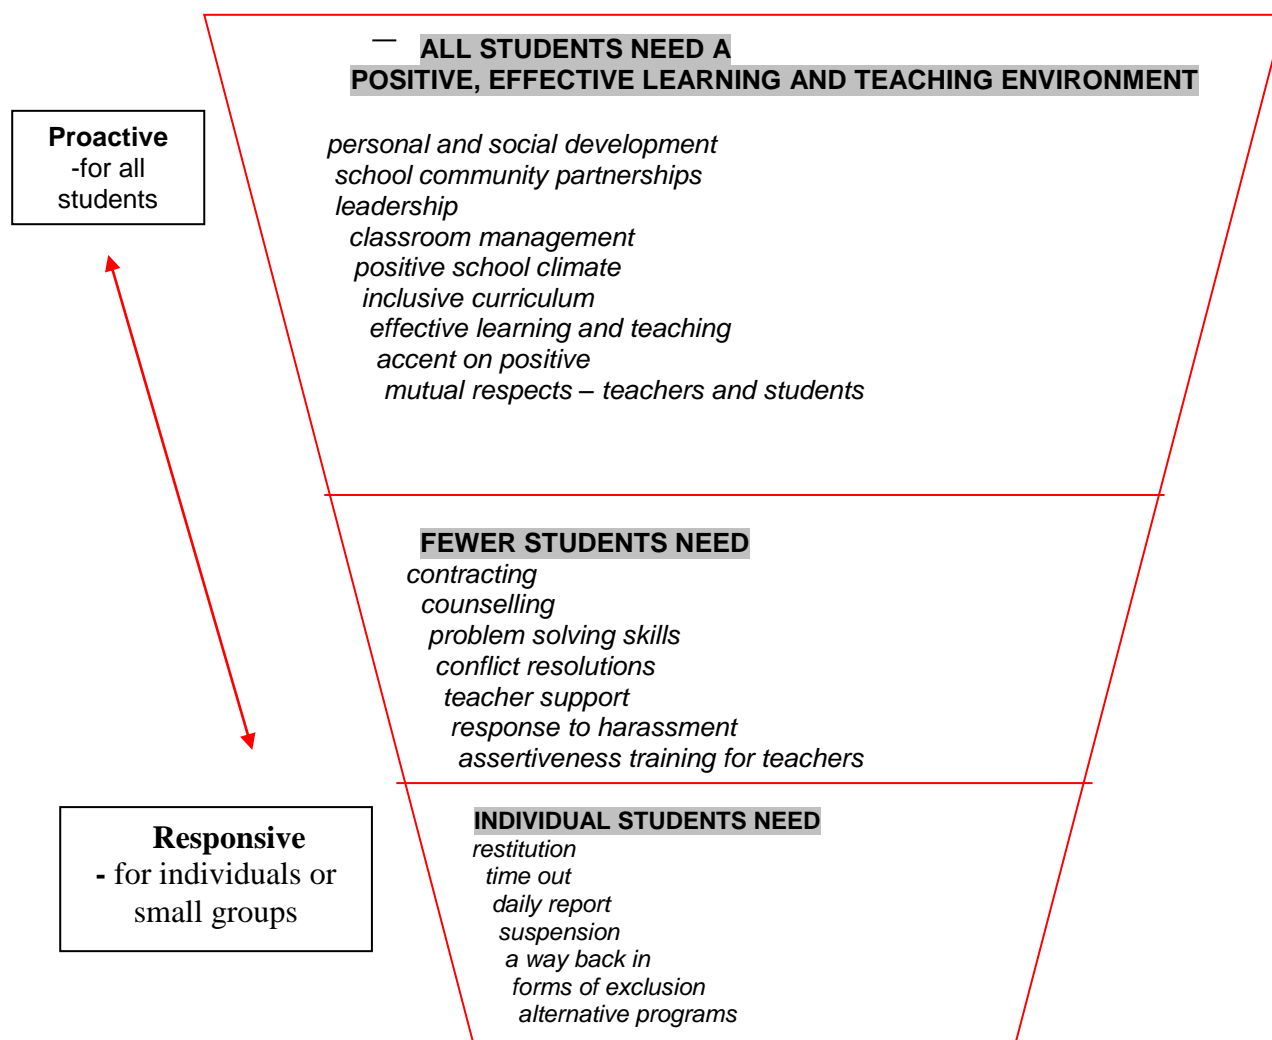 ALL STUDENTS NEED A
POSITIVE, EFFECTIVE LEARNING AND TEACHING ENVIRONMENT
Proactive
-for all
students
personal and social development
school community partnerships
leadership
classroom management
positive school climate
inclusive curriculum
effective learning and teaching
accent on positive
mutual respects – teachers and students
FEWER STUDENTS NEED
contracting
counselling
problem solving skills
conflict resolutions
teacher support
response to harassment
assertiveness training for teachers
Responsive
- for individuals or
small groups
INDIVIDUAL STUDENTS NEED
restitution
time out
daily report
suspension
a way back in
forms of exclusion
alternative programs